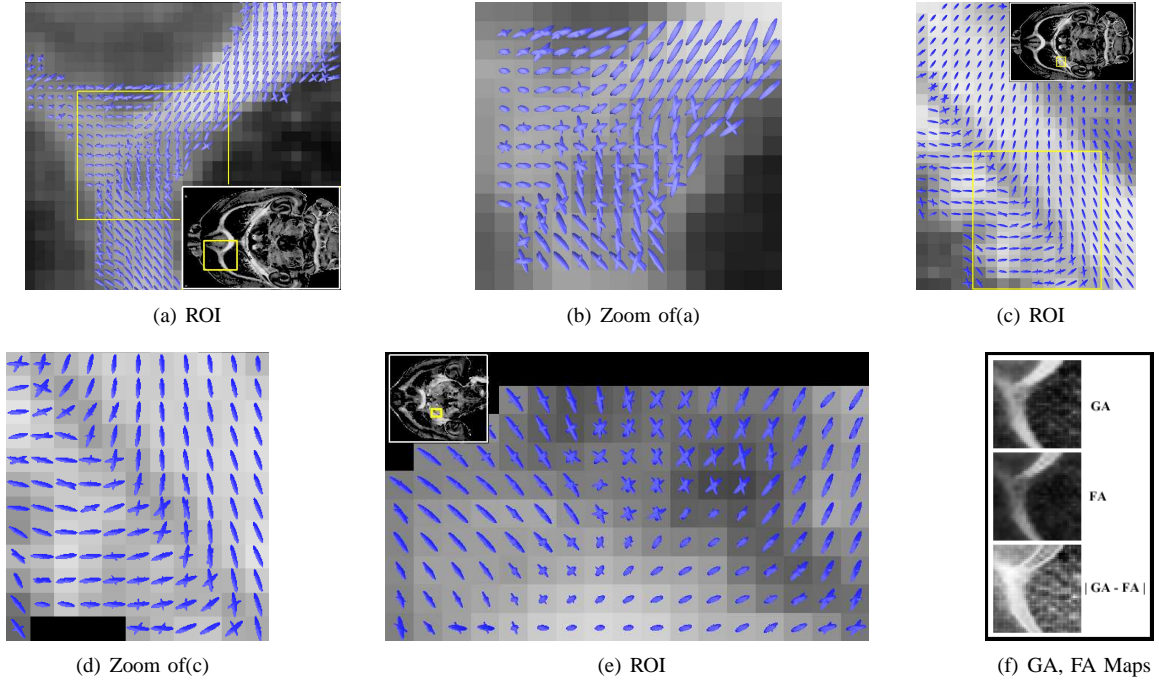 (a) ROI
(b) Zoom of(a)
(c) ROI
(d) Zoom of(c)
(e) ROI
GA
FA
| GA - FA |
(f) GA, FA Maps